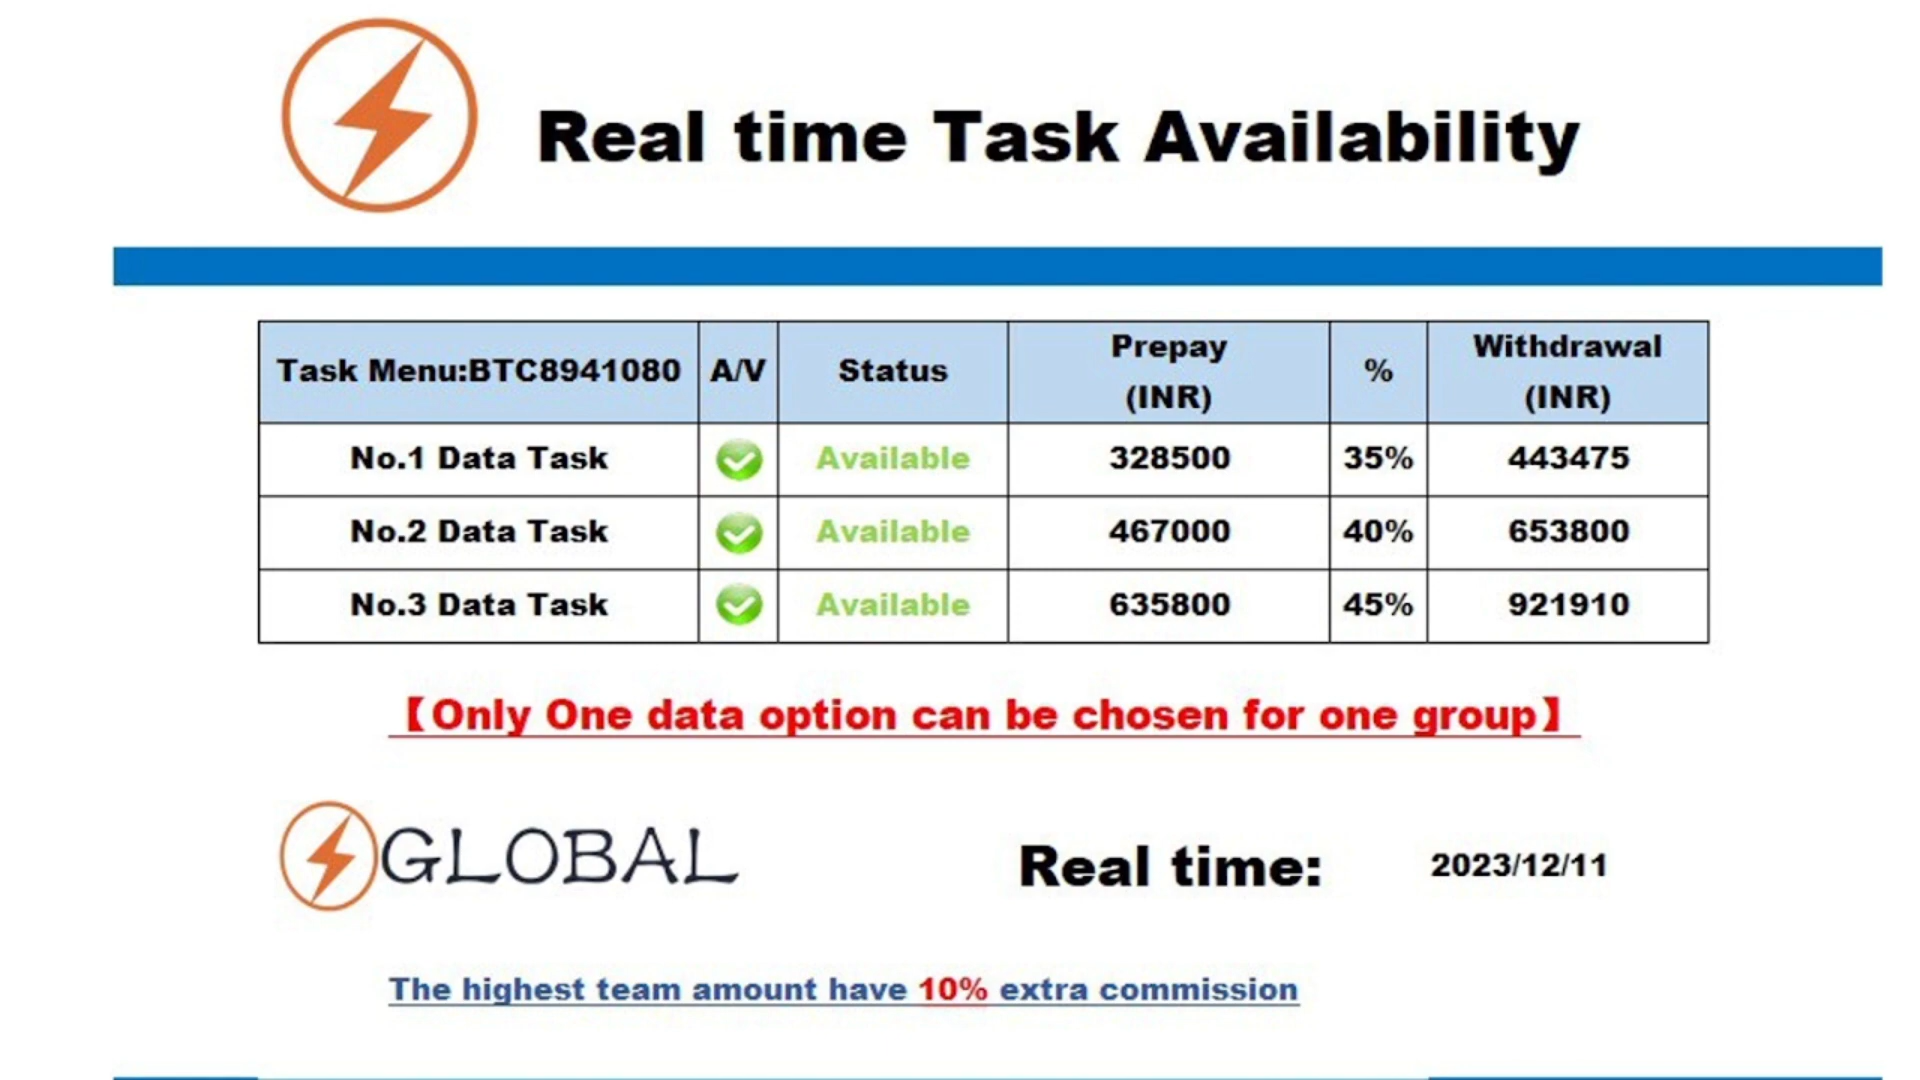 Real time Task Availability
Task Menu:BTC8941080 A/V Status Prepay (INR) % Withdrawal (INR)
No.1 Data Task Available 328500 35% 443475
No.2 Data Task Available 467000 40% 653800
No.3 Data Task Available 635800 45% 921910
【Only One data option can be chosen for one group】
GLOBAL Real time: 2023/12/11
The highest team amount have 10% extra commission